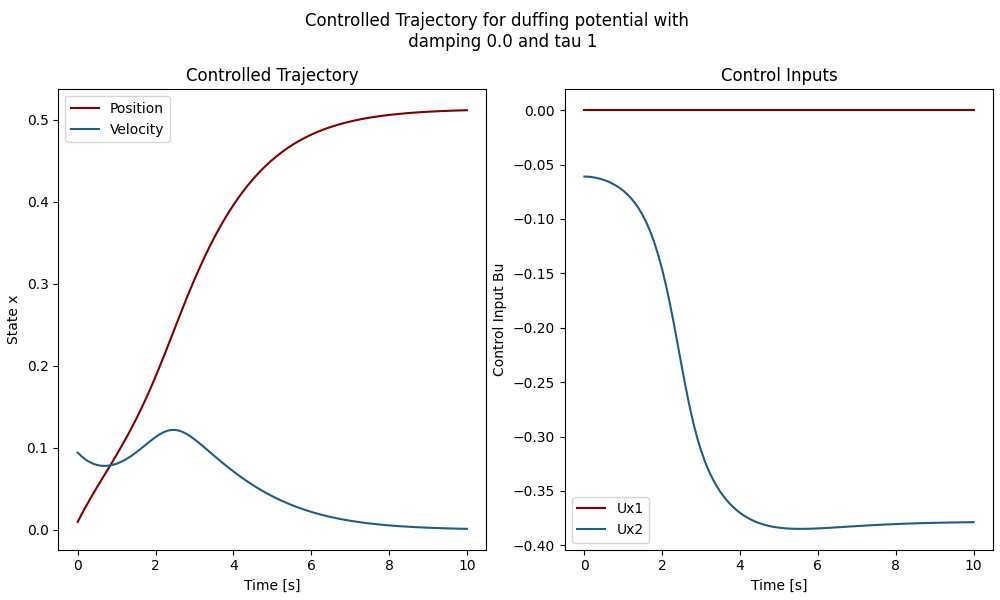 Controlled Trajectory for duffing potential with
damping 0.0 and tau 1
Controlled Trajectory
Position
Velocity
State x
0.5
0.4
0.3
0.2
0.1
0.0
0
2
4
6
8
10
Time [s]
Control Inputs
Control Input Bu
0.00
−0.05
−0.10
−0.15
−0.20
−0.25
−0.30
−0.35
−0.40
Ux1
Ux2
0
2
4
6
8
10
Time [s]